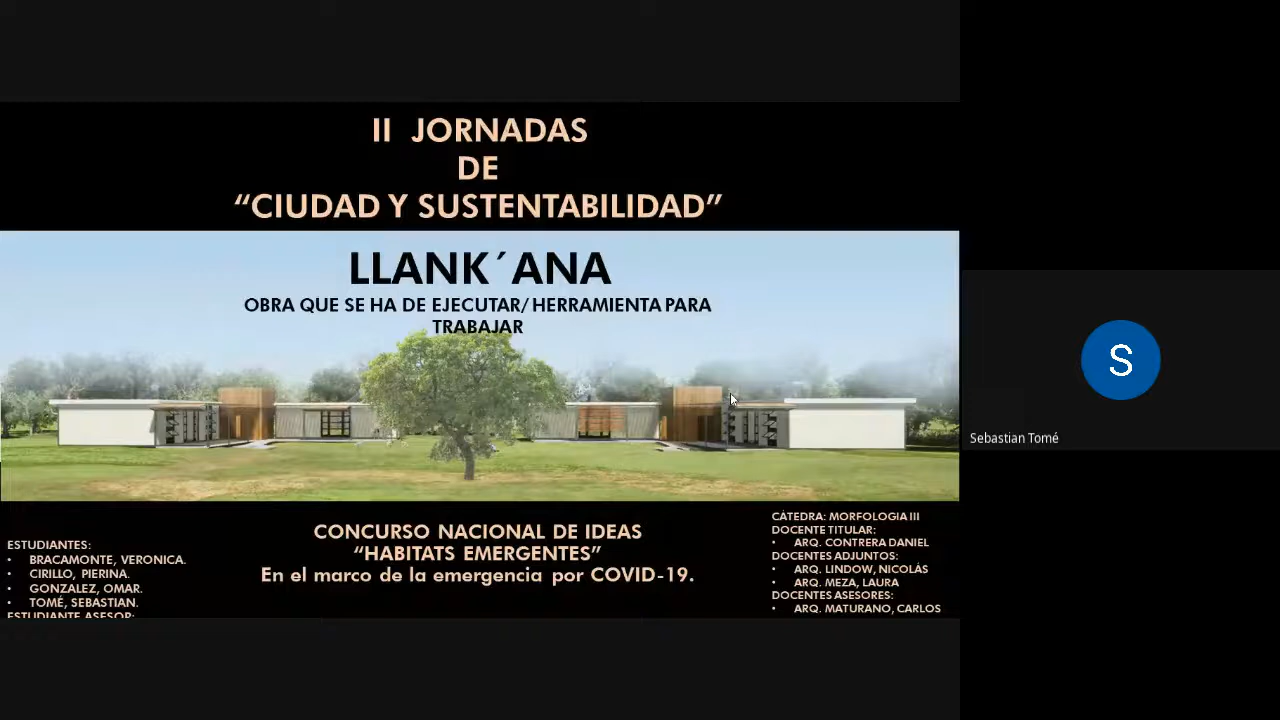 II JORNADAS
DE
“CIUDAD Y SUSTENTABILIDAD”
LLANK´ANA
OBRA QUE SE HA DE EJECUTAR/HERRAMIENTA PARA
TRABAJAR
CONCURSO NACIONAL DE IDEAS
“HABITATS EMERGENTES”
En el marco de la emergencia por COVID-19.
ESTUDIANTES:
• BRACAMONTE, VERONICA.
• CIRILLO, PIERINA.
• GONZALEZ, OMAR.
• TOMÉ, SEBASTIAN.
ESTUDIANTE ASESOR:
CÁTEDRA: MORFOLOGIA III
DOCENTE TITULAR:
• ARQ. CONTRERA DANIEL
DOCENTES ADJUNTOS:
• ARQ. LINDOW, NICOLÁS
• ARQ. MEZA, LAURA
DOCENTES ASESORES:
• ARQ. MATURANO, CARLOS
S
Sebastian Tomé